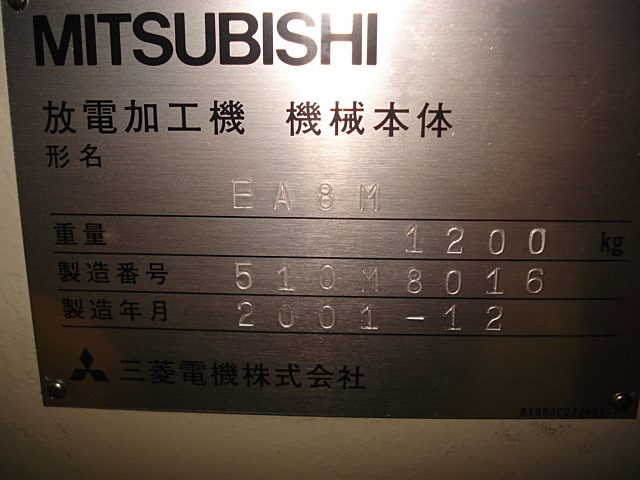 MITSUBISHI
放電加工機 機械本体
形名 EA8M
重量 1200 kg
製造番号 510M8016
製造年月 2001-12
三菱電機株式会社